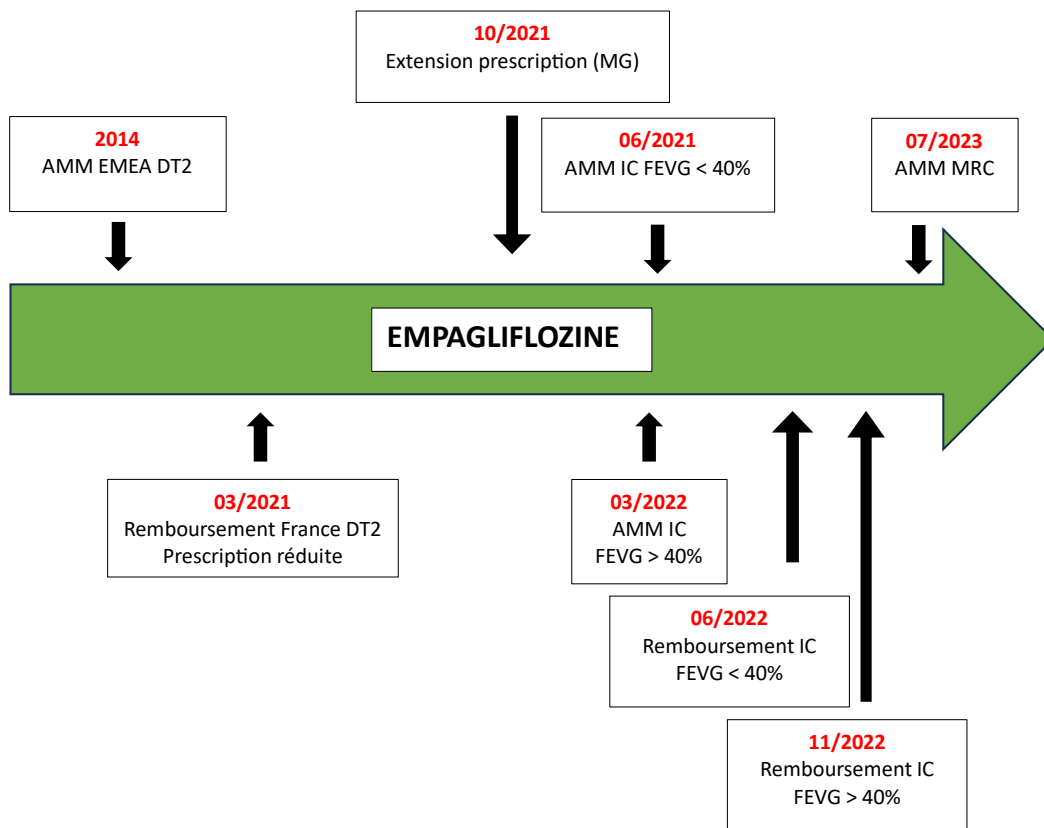 10/2021
Extension prescription (MG)
2014
AMM EMEA DT2
06/2021
AMM IC FEVG < 40%
07/2023
AMM MRC
EMPAGLIFLOZINE
03/2021
Remboursement France DT2
Prescription réduite
03/2022
AMM IC
FEVG > 40%
06/2022
Remboursement IC
FEVG < 40%
11/2022
Remboursement IC
FEVG > 40%